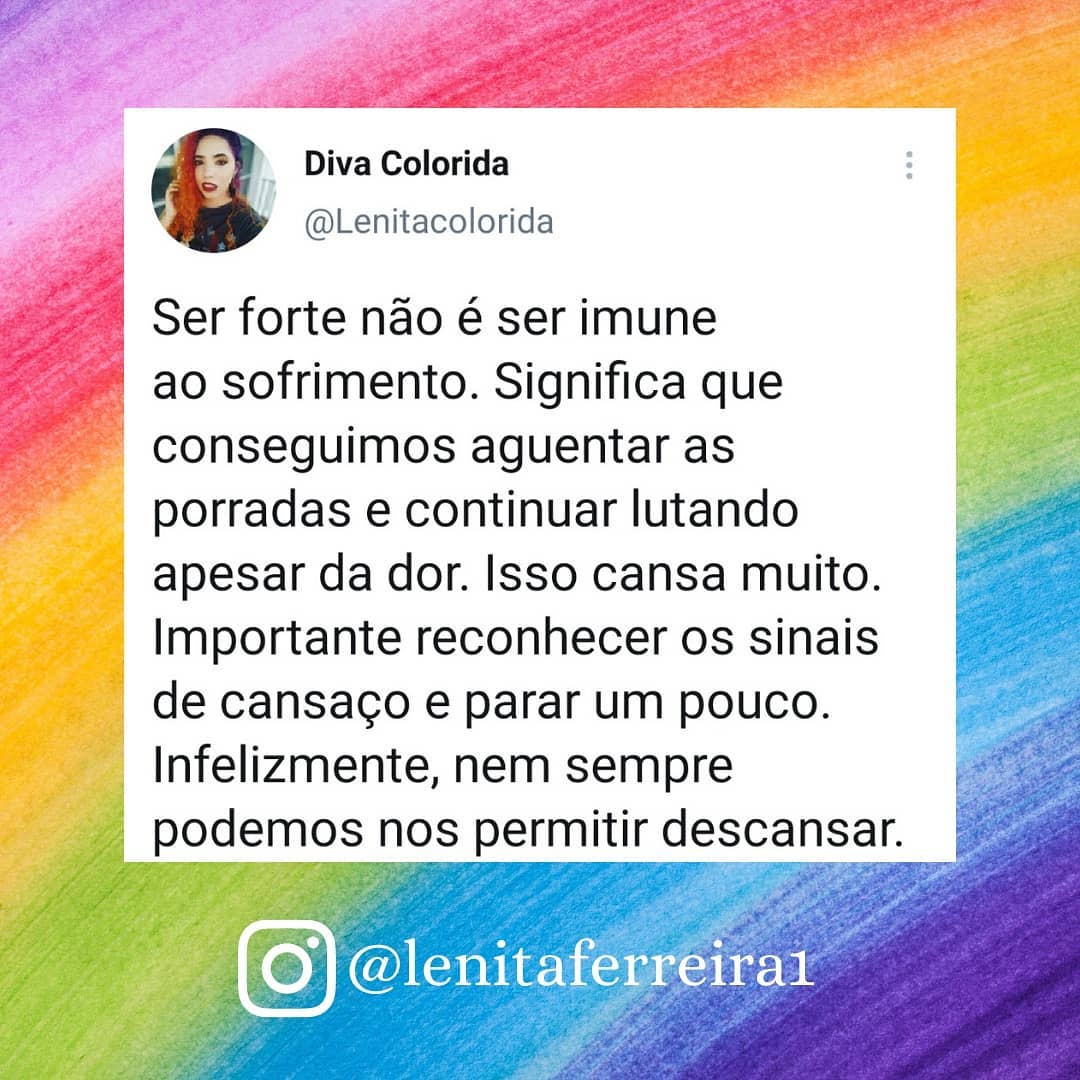 Diva Colorida
@Lenitacolorida
Ser forte não é ser imune
ao sofrimento. Significa que
conseguimos aguentar as
porradas e continuar lutando
apesar da dor. Isso cansa muito.
Importante reconhecer os sinais
de cansaço e parar um pouco.
Infelizmente, nem sempre
podemos nos permitir descansar.
@lenitaferreira1